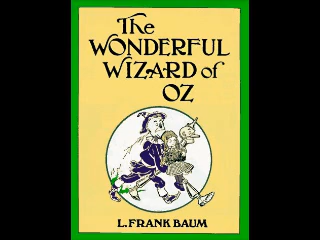 The
WONDERFUL
WIZARD of
OZ
L. FRANK BAUM